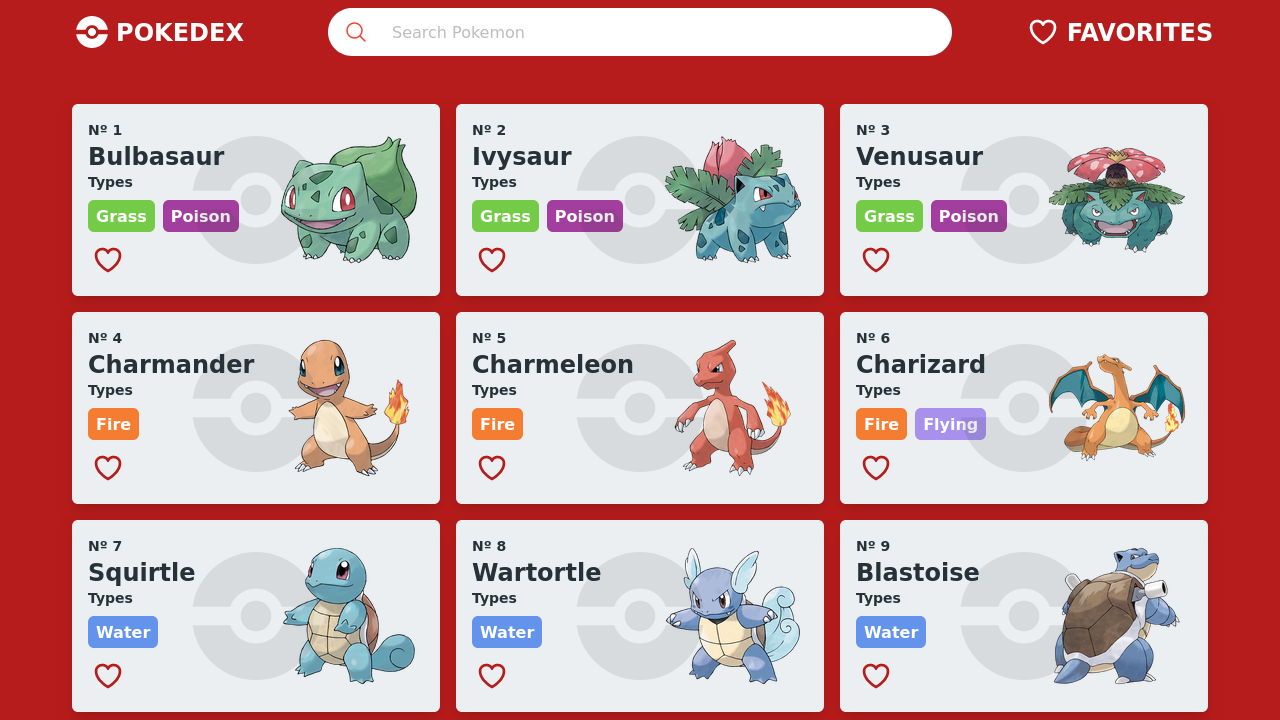 POKEDEX
Search Pokemon
FAVORITES
Nº 1
Bulbasaur
Types
Grass Poison
Nº 2
Ivysaur
Types
Grass Poison
Nº 3
Venusaur
Types
Grass Poison
Nº 4
Charmander
Types
Fire
Nº 5
Charmeleon
Types
Fire
Nº 6
Charizard
Types
Fire Flying
Nº 7
Squirtle
Types
Water
Nº 8
Wartortle
Types
Water
Nº 9
Blastoise
Types
Water